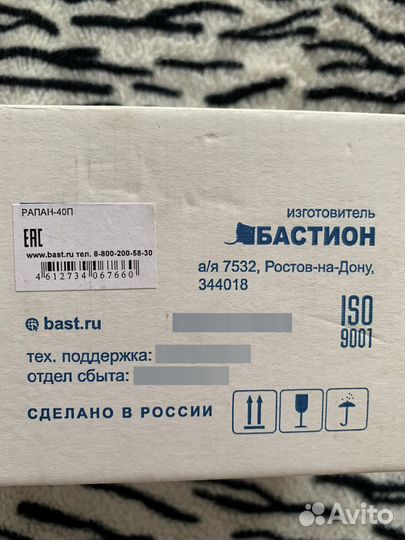 РАПАН-40П
ЕАС
www.bast.ru тел. 8-800-200-58-30
4 612734 067660
изготовитель
БАСТИОН
а/я 7532, Ростов-на-Дону,
344018
bast.ru
ISO
9001
тех. поддержка:
отдел сбыта:
СДЕЛАНО В РОССИИ
Avito